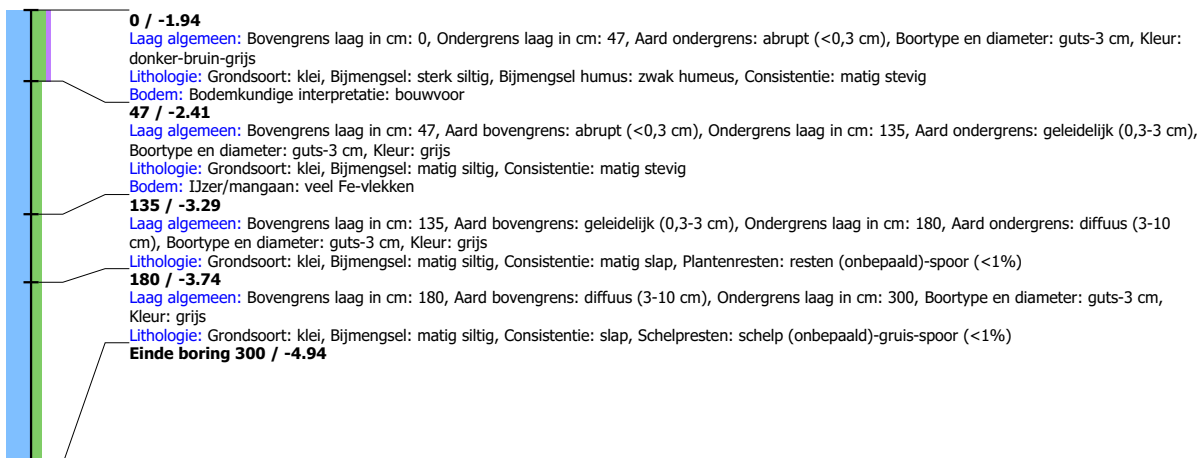 0 / -1.94
Laag algemeen: Bovengrens laag in cm: 0, Ondergrens laag in cm: 47, Aard ondergrens: abrupt (<0,3 cm), Boortype en diameter: guts-3 cm, Kleur:
donker-bruin-grijs
Lithologie: Grondsoort: klei, Bijmengsel: sterk siltig, Bijmengsel humus: zwak humeus, Consistentie: matig stevig
Bodem: Bodemkundige interpretatie: bouwvoor
47 / -2.41
Laag algemeen: Bovengrens laag in cm: 47, Aard bovengrens: abrupt (<0,3 cm), Ondergrens laag in cm: 135, Aard ondergrens: geleidelijk (0,3-3 cm),
Boortype en diameter: guts-3 cm, Kleur: grijs
Lithologie: Grondsoort: klei, Bijmengsel: matig siltig, Consistentie: matig stevig
Bodem: IJzer/mangaan: veel Fe-vlekken
135 / -3.29
Laag algemeen: Bovengrens laag in cm: 135, Aard bovengrens: geleidelijk (0,3-3 cm), Ondergrens laag in cm: 180, Aard ondergrens: diffuus (3-10
cm), Boortype en diameter: guts-3 cm, Kleur: grijs
Lithologie: Grondsoort: klei, Bijmengsel: matig siltig, Consistentie: matig slap, Plantenresten: resten (onbepaald)-spoor (<1%)
180 / -3.74
Laag algemeen: Bovengrens laag in cm: 180, Aard bovengrens: diffuus (3-10 cm), Ondergrens laag in cm: 300, Boortype en diameter: guts-3 cm,
Kleur: grijs
Lithologie: Grondsoort: klei, Bijmengsel: matig siltig, Consistentie: slap, Schelpresten: schelp (onbepaald)-gruis-spoor (<1%)
Einde boring 300 / -4.94